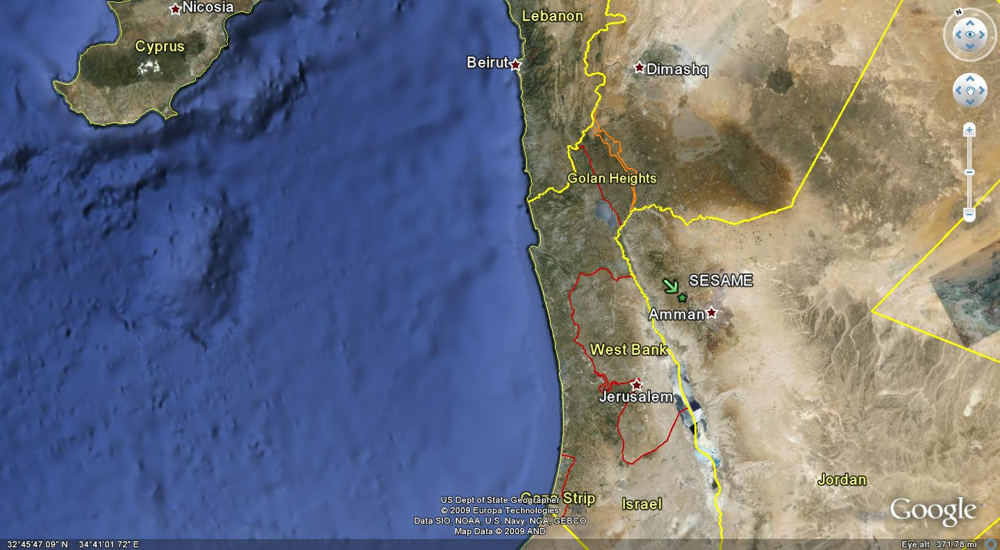 Nicosia
Lebanon
Cyprus
Beirut
Dimashq
Golan Heights
SESAME
Amman
West Bank
Jerusalem
Jordan
Gaza Strip
Israel
US Dept of State Geographer
© 2009 Europa Technologies
Data SIO, NOAA, U.S. Navy, NGA, GEBCO
Map Data © 2009 AND
Google
N
32°45'47.09" N 34°41'01.72" E
Eye alt 371.78 mi